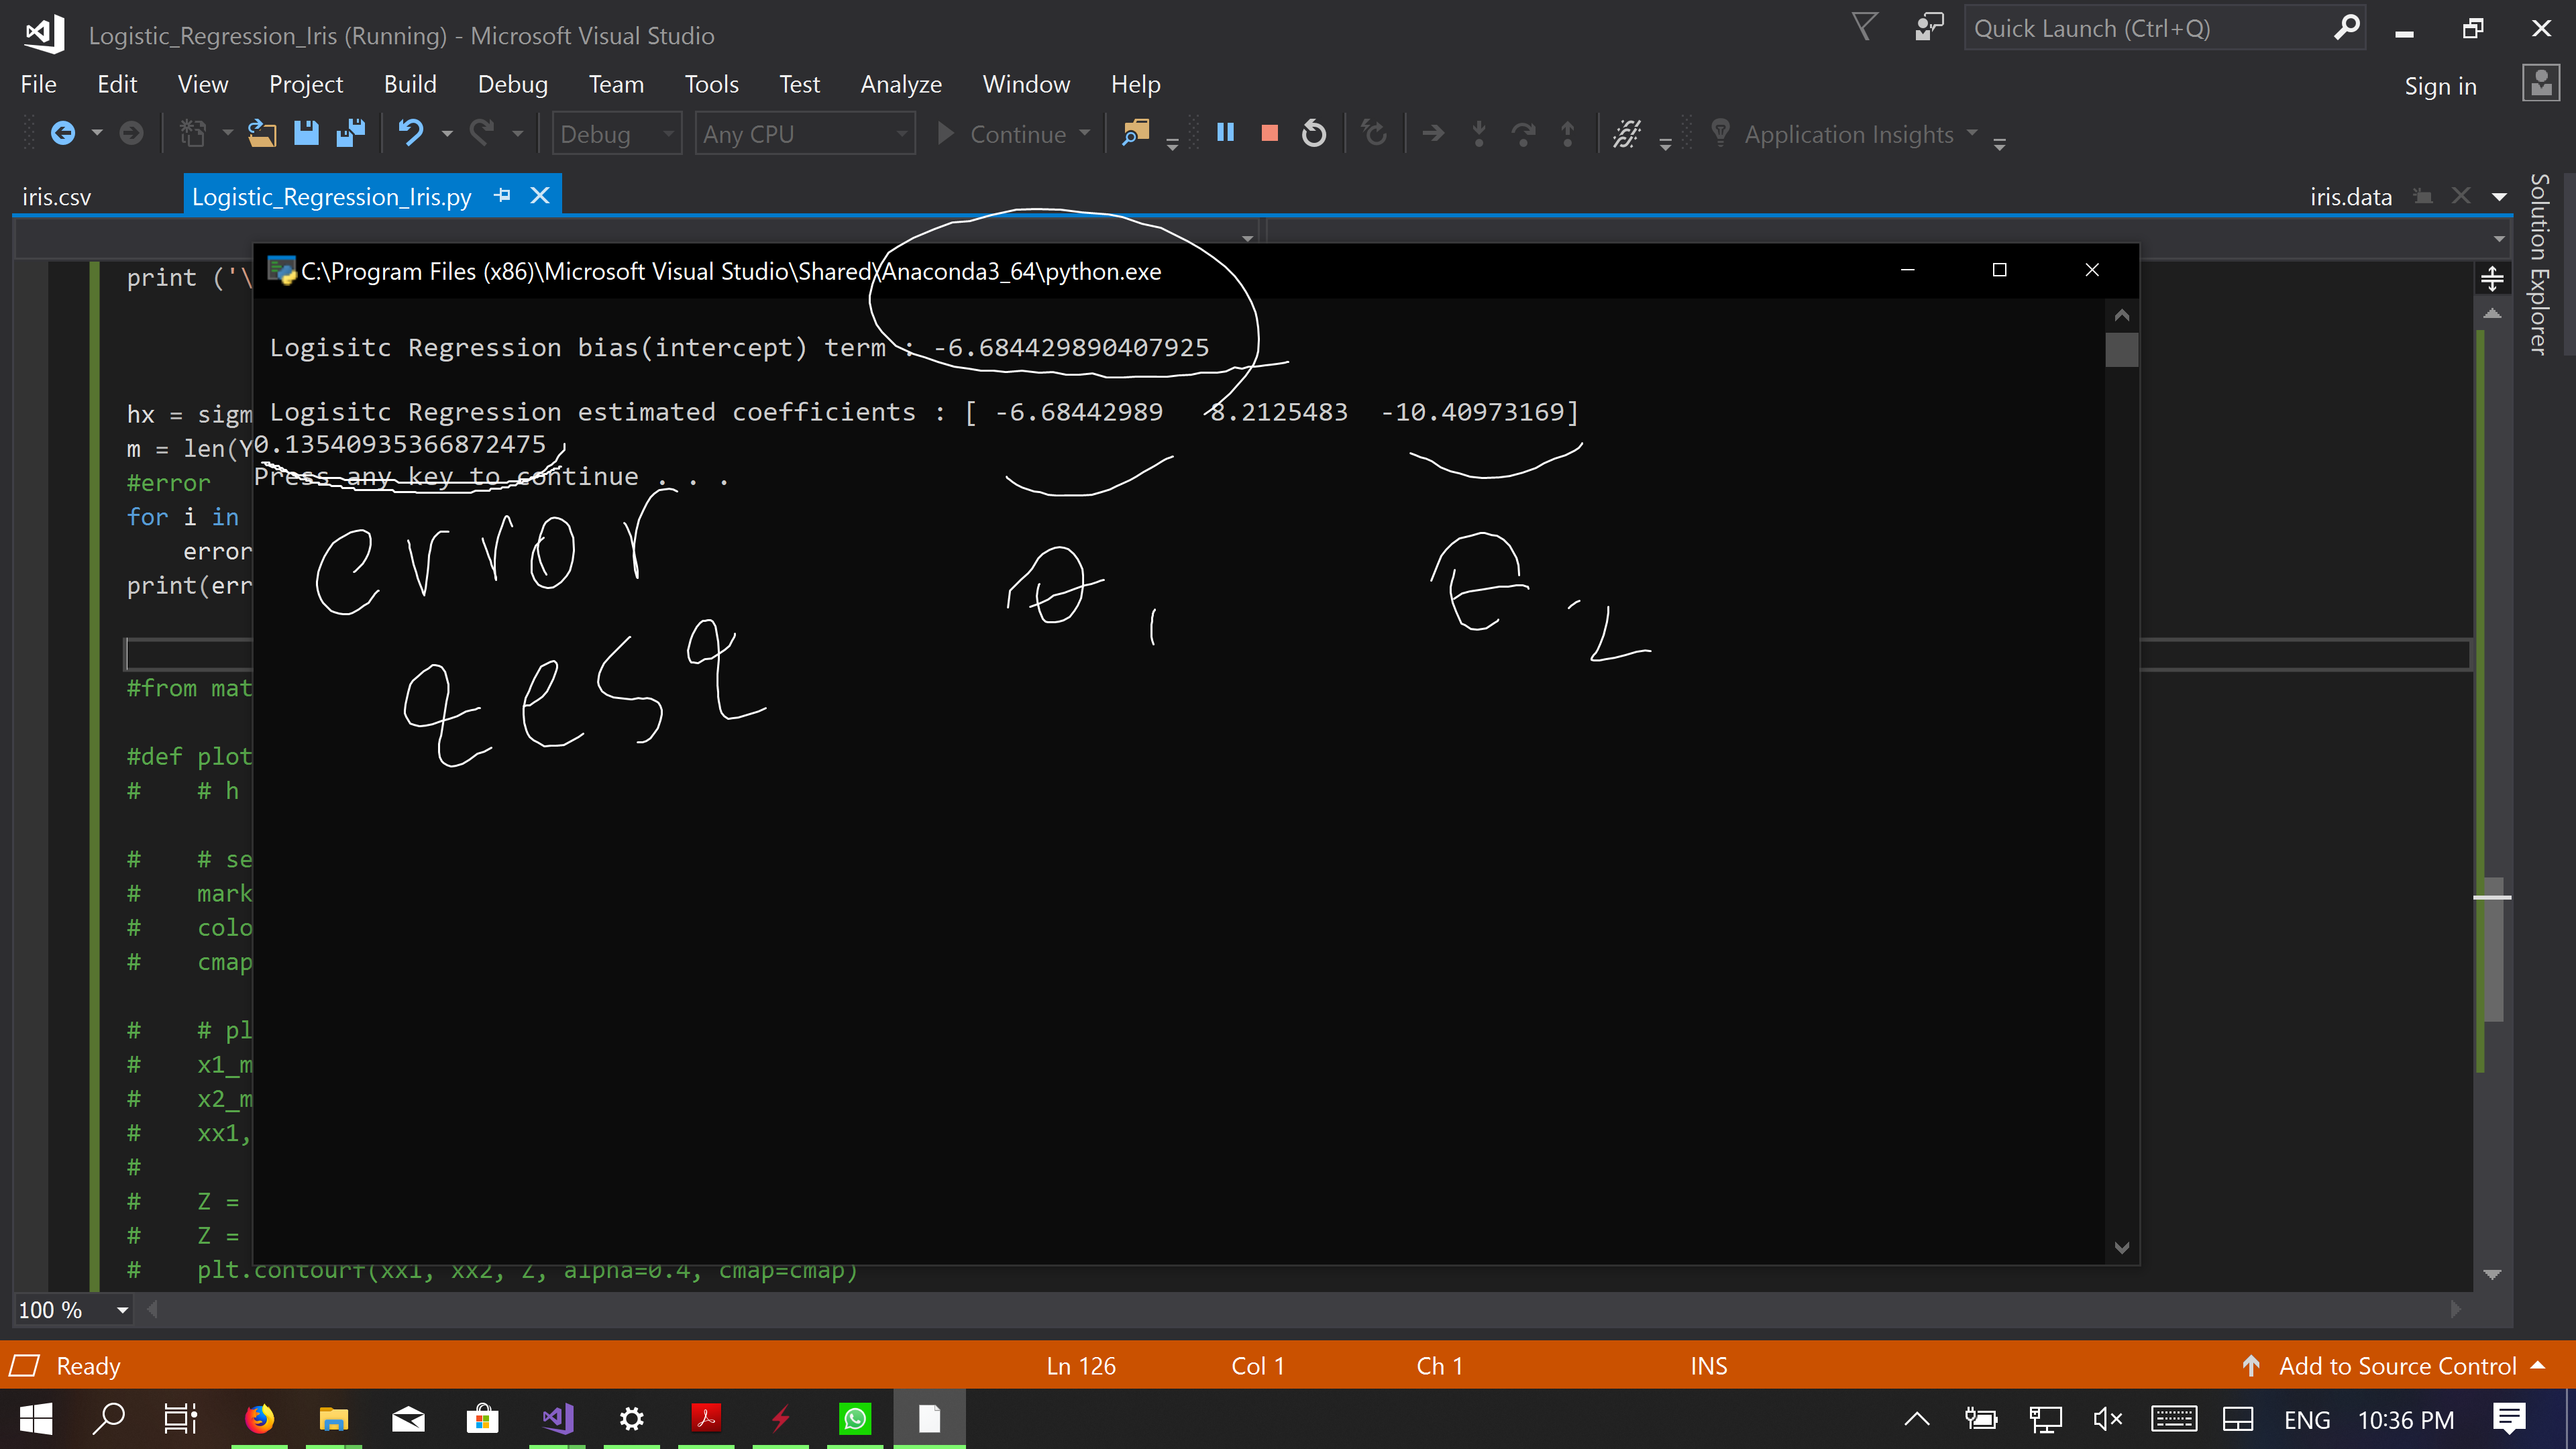 Logistic_Regression_Iris (Running) - Microsoft Visual Studio
Quick Launch (Ctrl+Q)
File Edit View Project Build Debug Team Tools Test Analyze Window Help
Sign in
Debug Any CPU Continue Application Insights
iris.csv Logistic_Regression_Iris.py iris.data
Solution Explorer
C:\Program Files (x86)\Microsoft Visual Studio\Shared\Anaconda3_64\python.exe
print ('\
Logisitc Regression bias(intercept) term : -6.684429890407925
hx = sigm
Logisitc Regression estimated coefficients : [ -6.68442989 8.2125483 -10.40973169]
m = len(Y
0.13540935366872475
#error
Press any key to continue . . .
for i in
error
print(err
error
θ 1
θ 2
#from mat
#def plot
# # h
# # se
# mark
# colo
# cmap
# # pl
# x1_m
# x2_m
# xx1,
#
# Z =
# Z =
# plt.contourf(xx1, xx2, Z, alpha=0.4, cmap=cmap)
100 %
Ready Ln 126 Col 1 Ch 1 INS Add to Source Control
ENG 10:36 PM